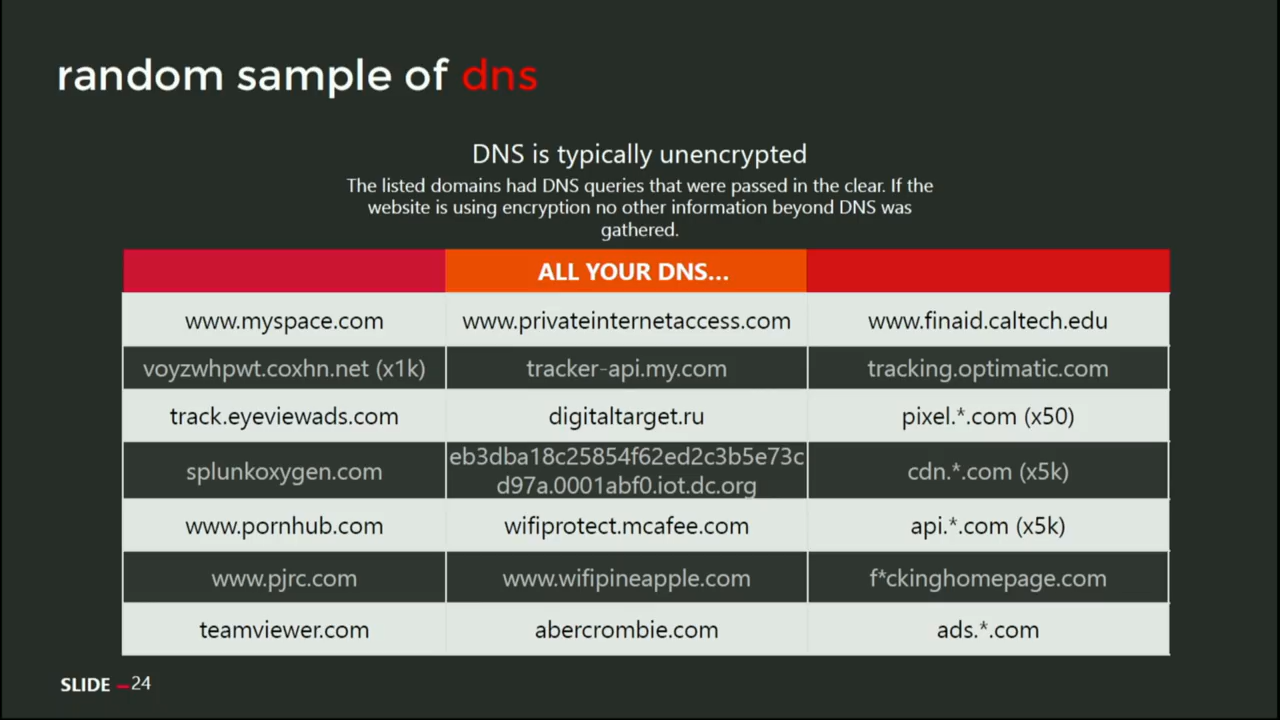 random sample of dns
DNS is typically unencrypted
The listed domains had DNS queries that were passed in the clear. If the
website is using encryption no other information beyond DNS was
gathered.
ALL YOUR DNS...
www.myspace.com www.privateinternetaccess.com www.finaid.caltech.edu
voyzwhpwt.coxhn.net (x1k) tracker-api.my.com tracking.optimatic.com
track.eyeviewads.com digitaltarget.ru pixel.*.com (x50)
splunkoxygen.com eb3dba18c25854f62ed2c3b5e73c cdn.*.com (x5k)
d97a.0001abf0.iot.dc.org
www.pornhub.com wifiprotect.mcafee.com api.*.com (x5k)
www.pjrc.com www.wifipineapple.com f*ckinghomepage.com
teamviewer.com abercrombie.com ads.*.com
SLIDE –24